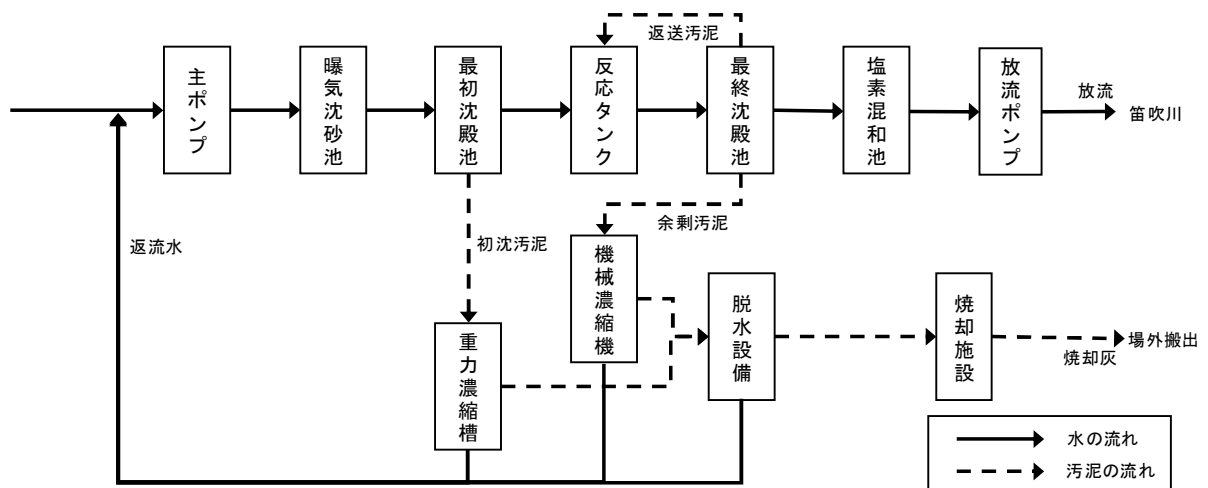 返送汚泥
主ポンプ
曝気沈砂池
最初沈殿池
反応タンク
最終沈殿池
塩素混和池
放流ポンプ
放流
笛吹川
返流水
初沈汚泥
余剰汚泥
機械濃縮機
脱水設備
焼却施設
重力濃縮槽
場外搬出
焼却灰
水の流れ
汚泥の流れ